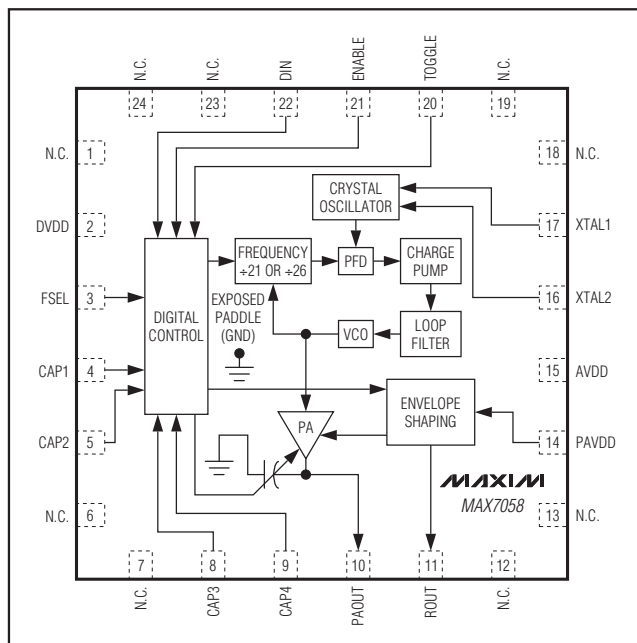 N.C.
N.C.
DIN
ENABLE
TOGGLE
N.C.
24
23
22
21
20
19
N.C. 1
18 N.C.
CRYSTAL
OSCILLATOR
DVDD 2
17 XTAL1
FREQUENCY
÷21 OR ÷26
PFD
CHARGE
PUMP
FSEL 3
16 XTAL2
DIGITAL
CONTROL
EXPOSED
PADDLE
(GND)
VCO
LOOP
FILTER
CAP1 4
15 AVDD
ENVELOPE
SHAPING
PA
CAP2 5
14 PAVDD
MAXIM
MAX7058
N.C. 6
13 N.C.
7
8
9
10
11
12
N.C.
CAP3
CAP4
PAOUT
ROUT
N.C.